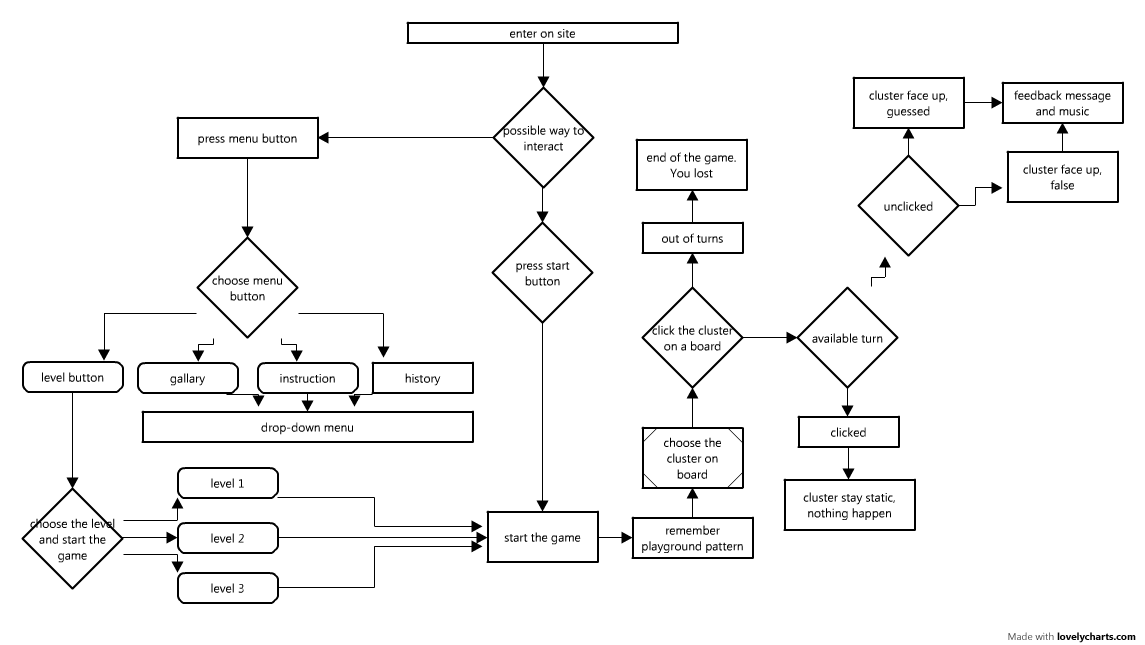 enter on site
possible way to
interact
press menu button
choose menu
button
press start
button
level button
gallary
instruction
history
drop-down menu
choose the level
and start the
game
level 1
level 2
level 3
start the game
remember
playground pattern
choose the
cluster on
board
click the cluster
on a board
out of turns
end of the game.
You lost
available turn
clicked
cluster stay static,
nothing happen
unclicked
cluster face up,
guessed
cluster face up,
false
feedback message
and music
Made with lovelycharts.com